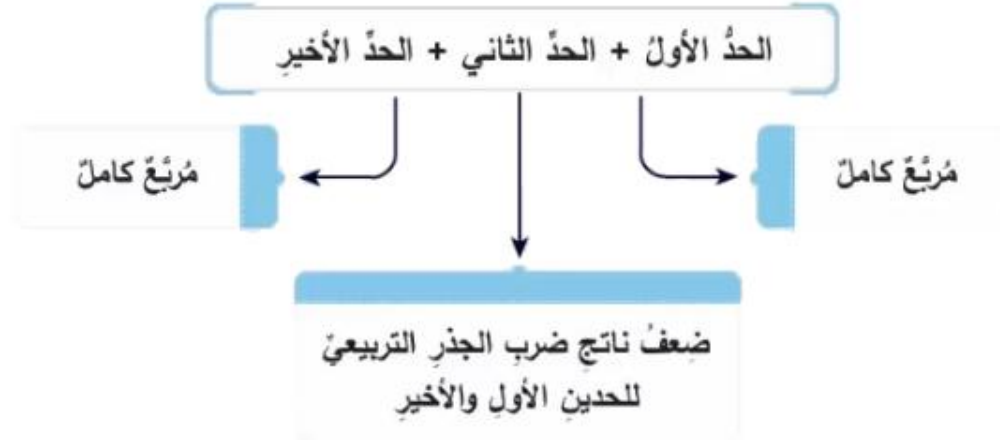 الحدُّ الأولُ + الحدِّ الثاني + الحدِّ الأخيرِ
مُربَّعٌ كاملٌ
مُربَّعٌ كاملٌ
ضِعفُ ناتجِ ضربِ الجذرِ التربيعيِّ
للحدينِ الأولِ والأخيرِ